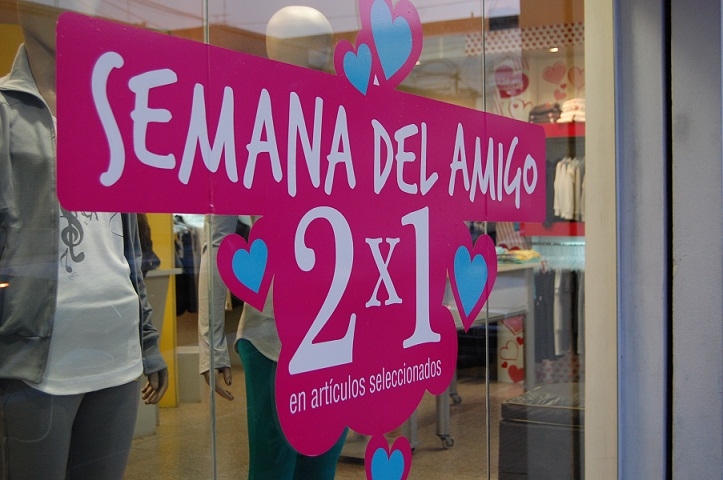 SEMANA DEL AMIGO
2x1
en artículos seleccionados